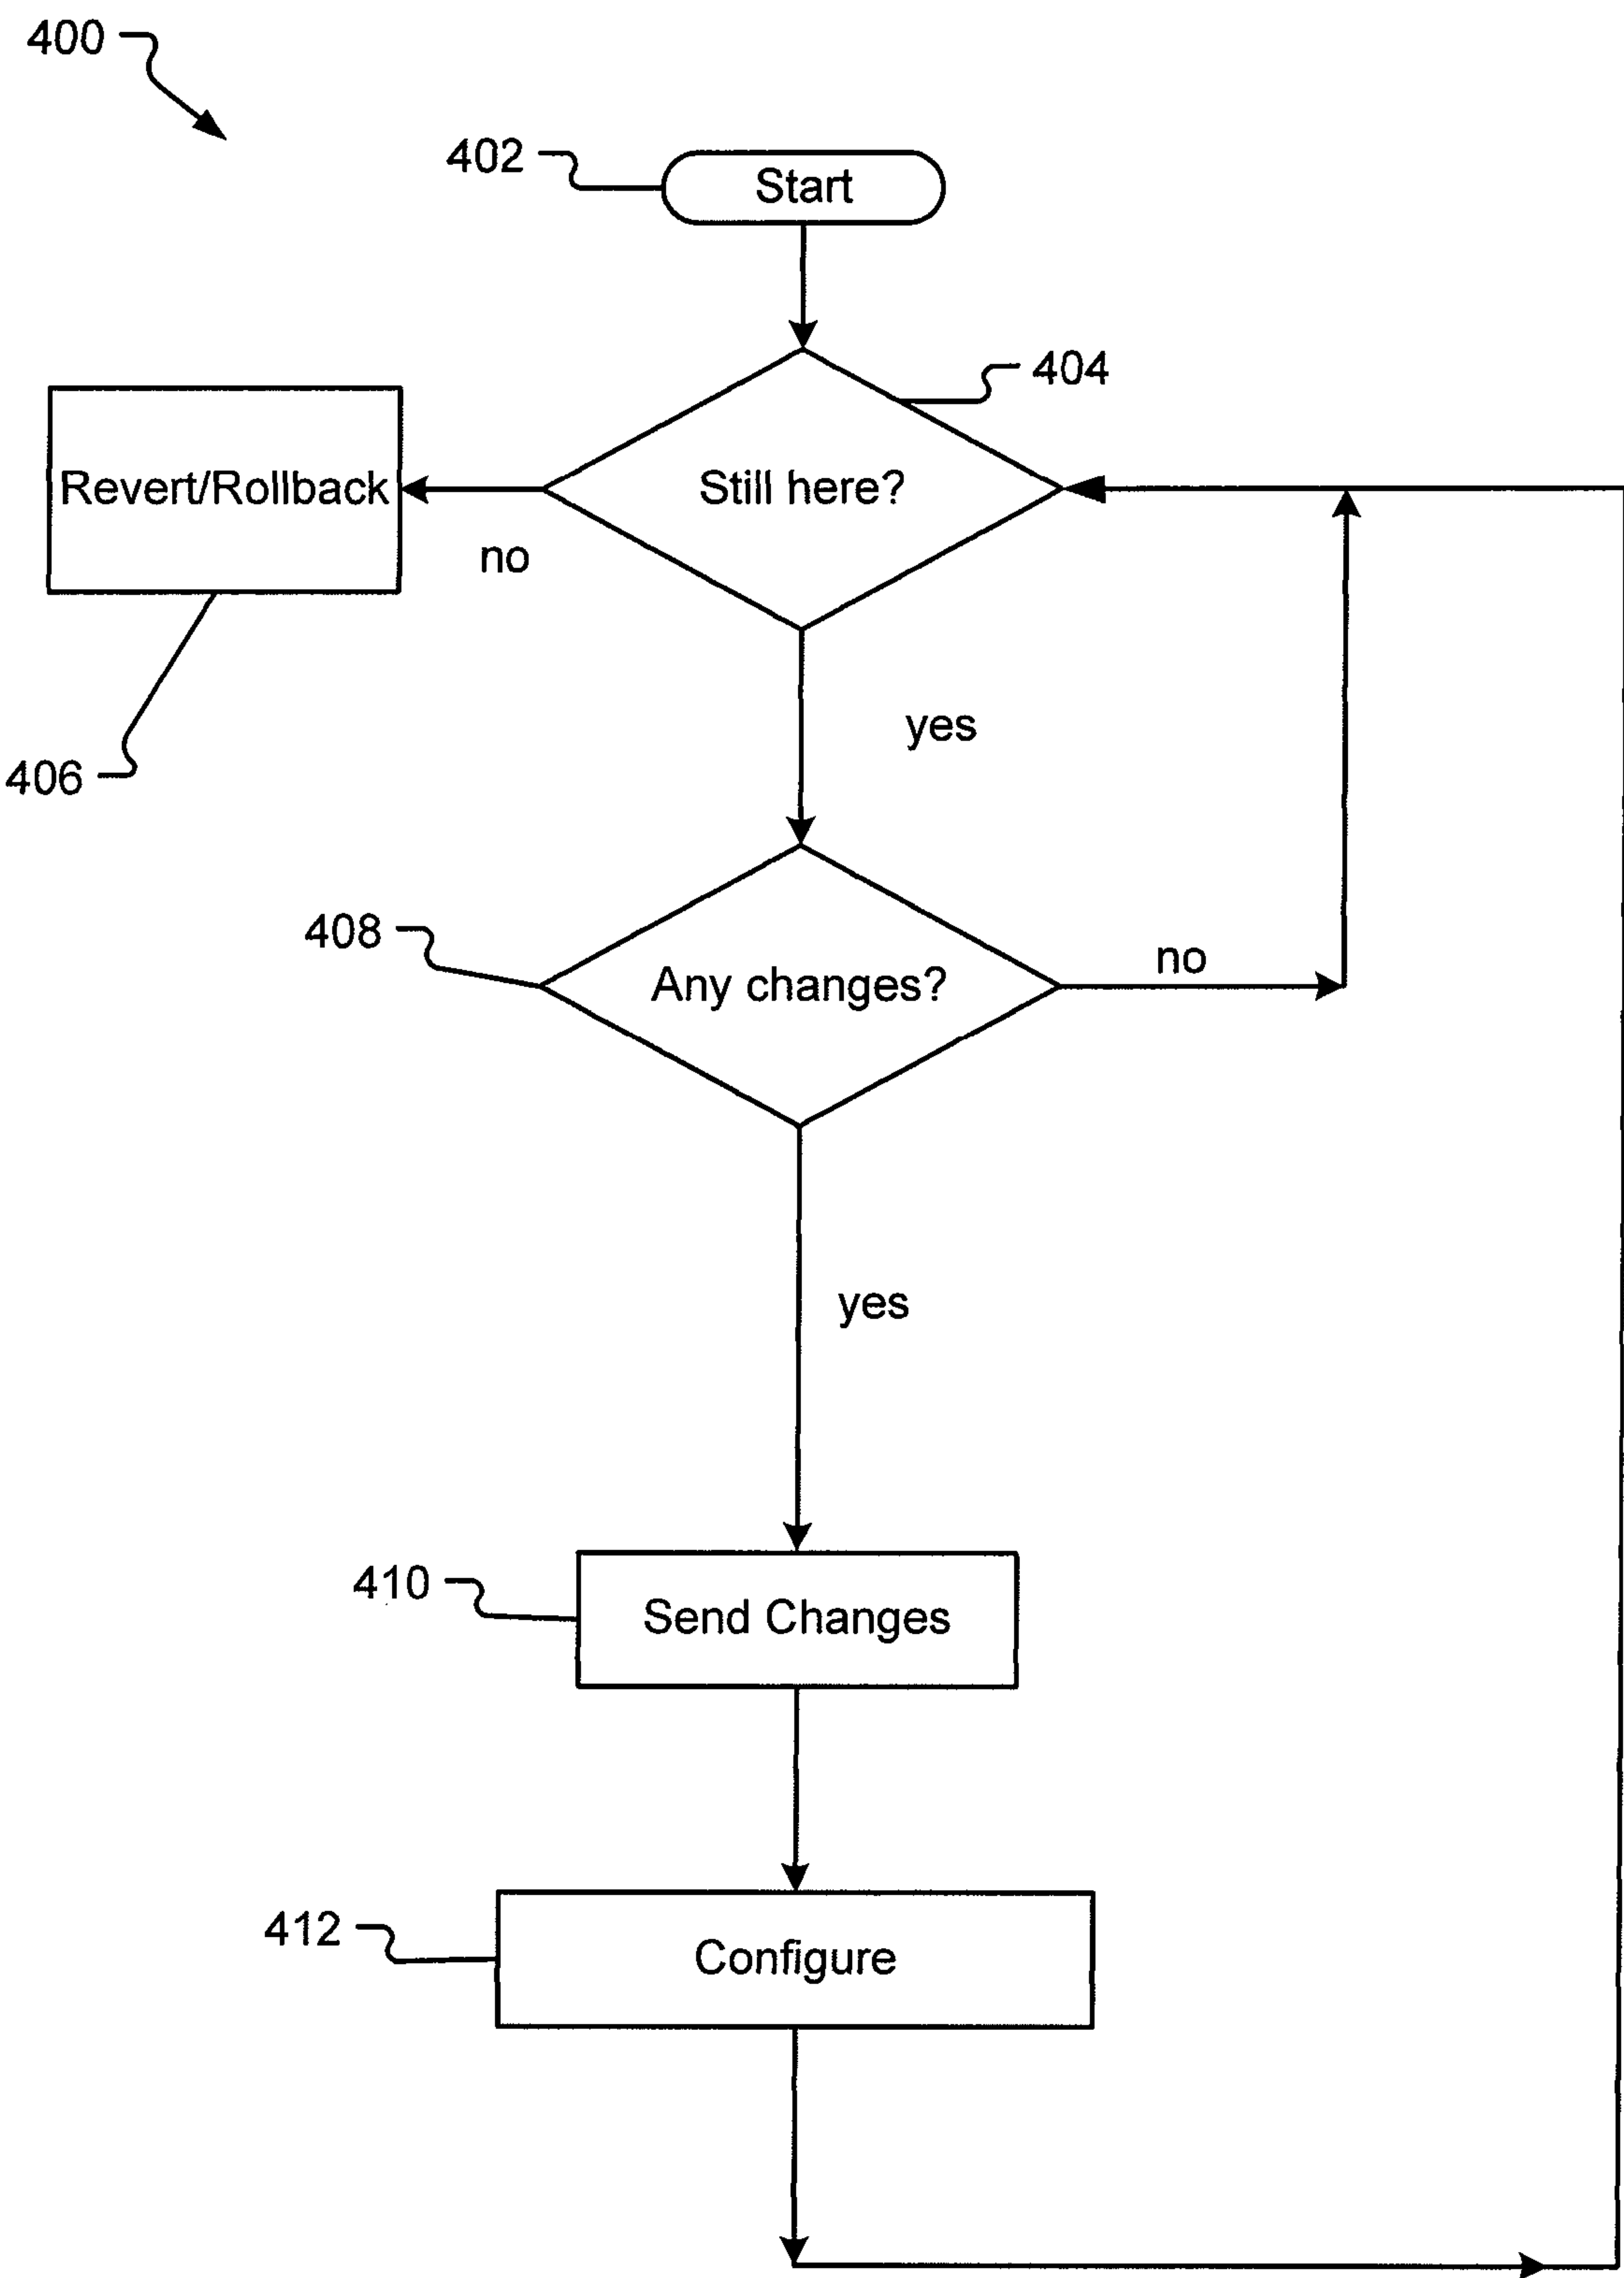 400
402
Start
404
Revert/Rollback
Still here?
no
yes
406
408
Any changes?
no
yes
410
Send Changes
412
Configure